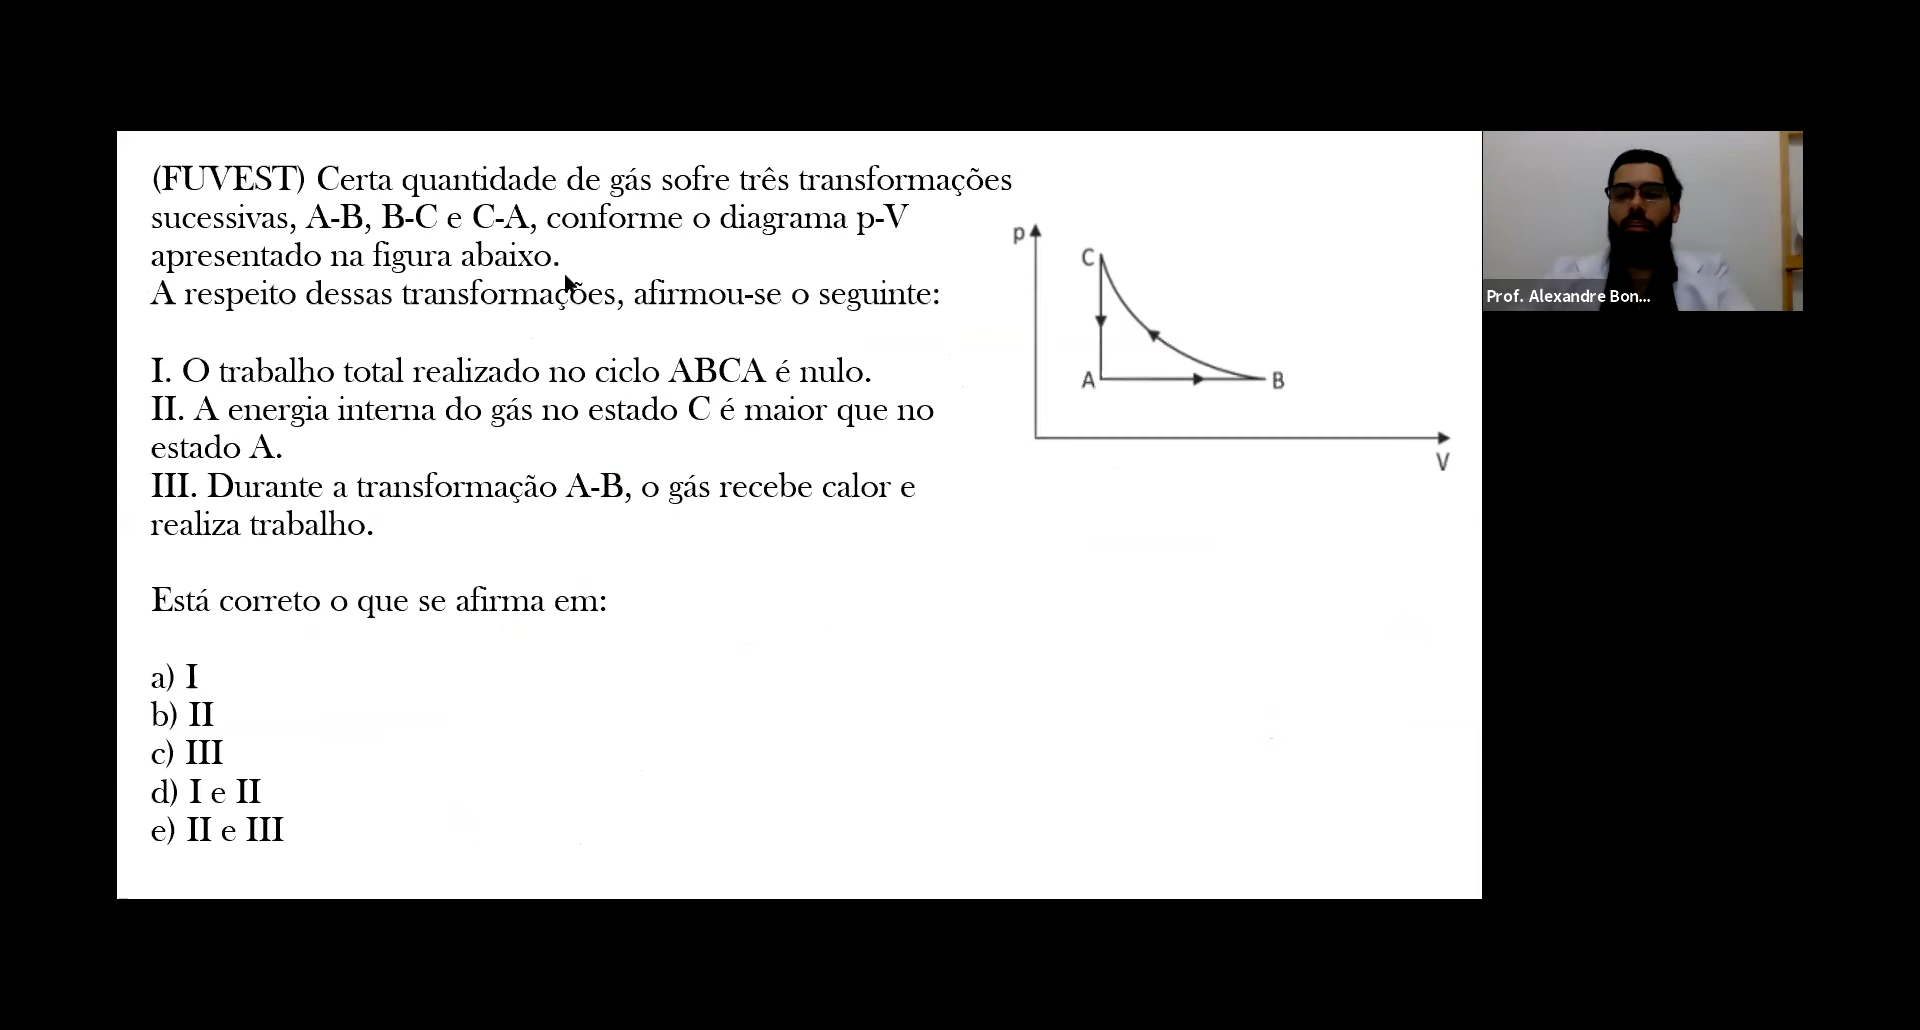 (FUVEST) Certa quantidade de gás sofre três transformações
sucessivas, A-B, B-C e C-A, conforme o diagrama p-V
apresentado na figura abaixo.
A respeito dessas transformações, afirmou-se o seguinte:
I. O trabalho total realizado no ciclo ABCA é nulo.
II. A energia interna do gás no estado C é maior que no
estado A.
III. Durante a transformação A-B, o gás recebe calor e
realiza trabalho.
Está correto o que se afirma em:
a) I
b) II
c) III
d) I e II
e) II e III
p
C
A
B
V
Prof. Alexandre Bon...